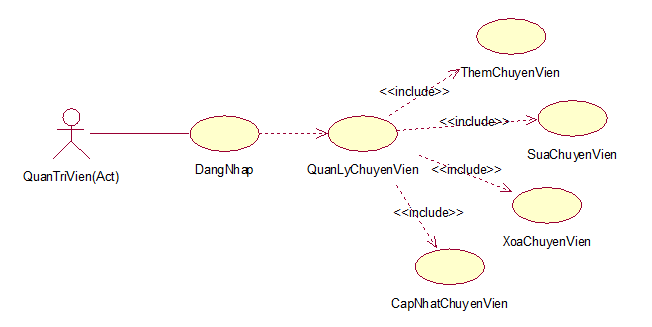 ThemChuyenVien
<<include>>
<<include>>
SuaChuyenVien
QuanTriVien(Act)
DangNhap
QuanLyChuyenVien
<<include>>
<<include>>
XoaChuyenVien
CapNhatChuyenVien